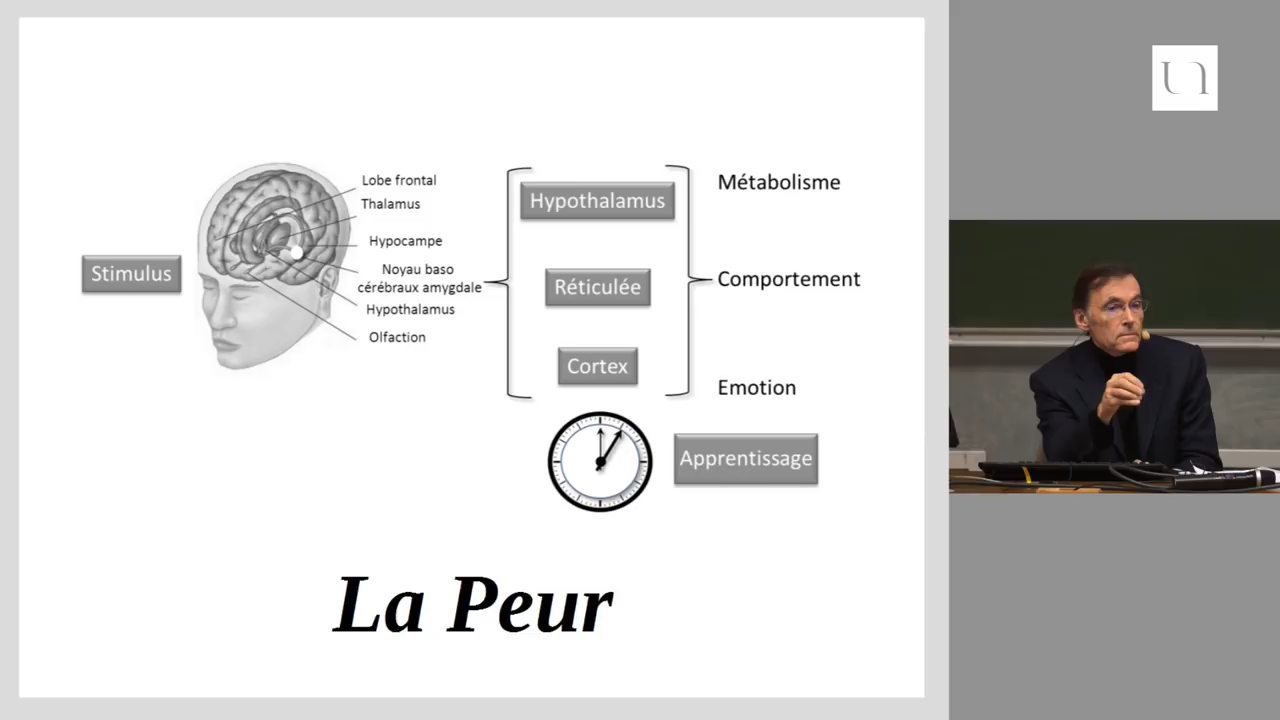 Lobe frontal
Thalamus
Hypocampe
Noyau baso
cérébraux amygdale
Hypothalamus
Olfaction
Stimulus
Hypothalamus
Réticulée
Cortex
Métabolisme
Comportement
Emotion
Apprentissage
La Peur
un